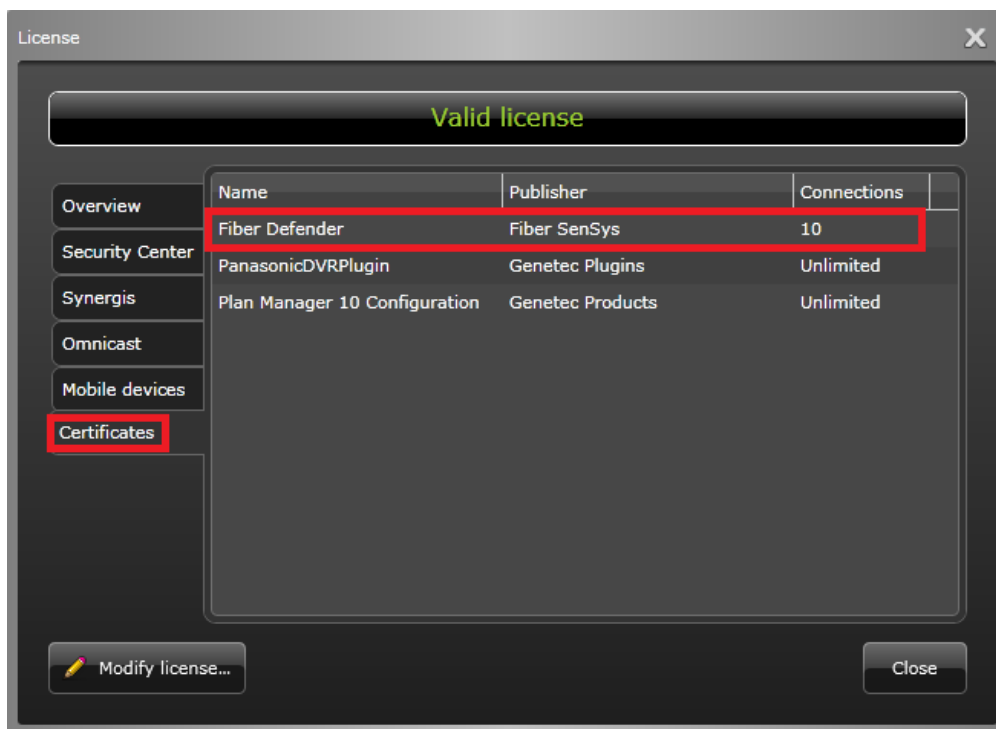 License
Valid license
Overview
Security Center
Synergis
Omnicast
Mobile devices
Certificates
Name Publisher Connections
Fiber Defender Fiber SenSys 10
PanasonicDVRPlugin Genetec Plugins Unlimited
Plan Manager 10 Configuration Genetec Products Unlimited
Modify license...
Close